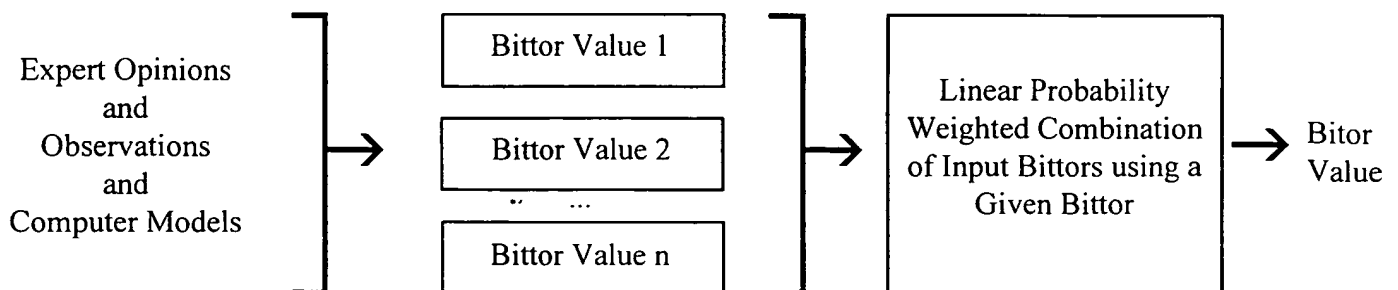 Expert Opinions
and
Observations
and
Computer Models
Bittor Value 1
Bittor Value 2
...
Bittor Value n
Linear Probability
Weighted Combination
of Input Bittors using a
Given Bittor
Bitor
Value